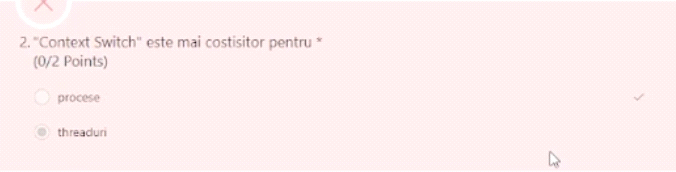 2. "Context Switch" este mai costisitor pentru *
(0/2 Points)
procese
threaduri